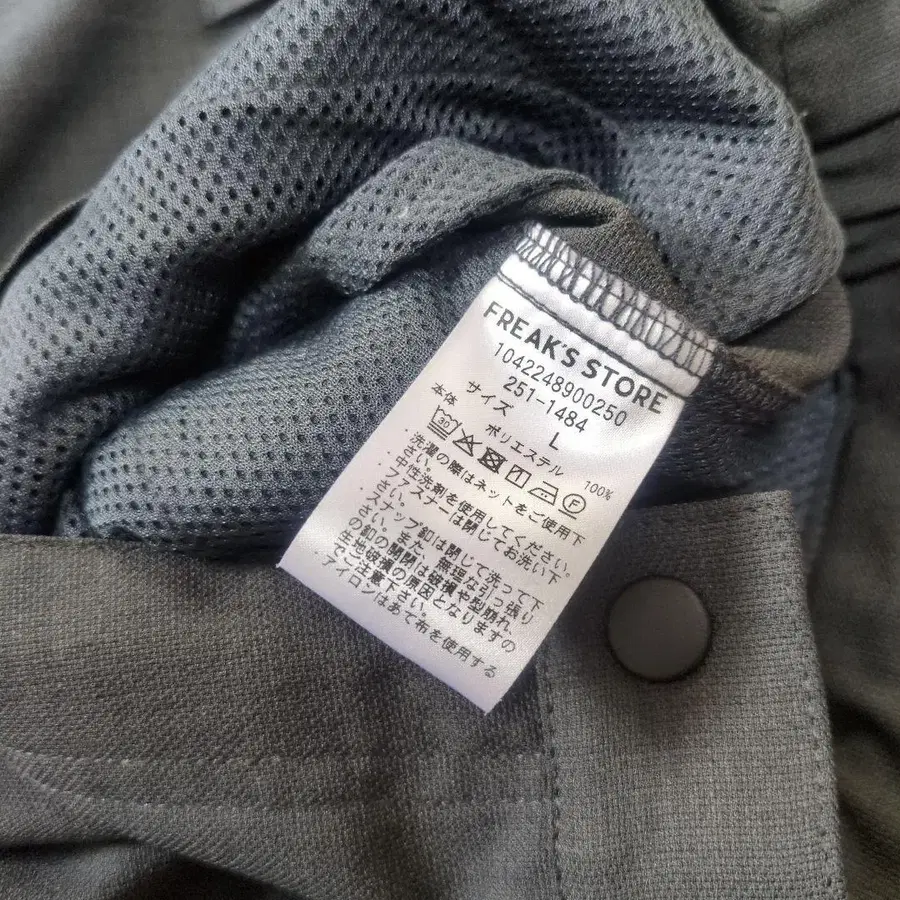 FREAK'S STORE
1042248900250
251-1484
サイズ L
本体 ポリエステル 100%
30 F
・洗濯の際はネットをご使用下
さい。
・中性洗剤を使用してください。
・ファスナーは閉じてお洗い下
さい。
・スナップ釦は閉じて洗って下
さい。また、無理な引っ張り
の釦の開閉は破損や型崩れ、
生地破損の原因となりますの
でご注意下さい。
・アイロンはあて布を使用する